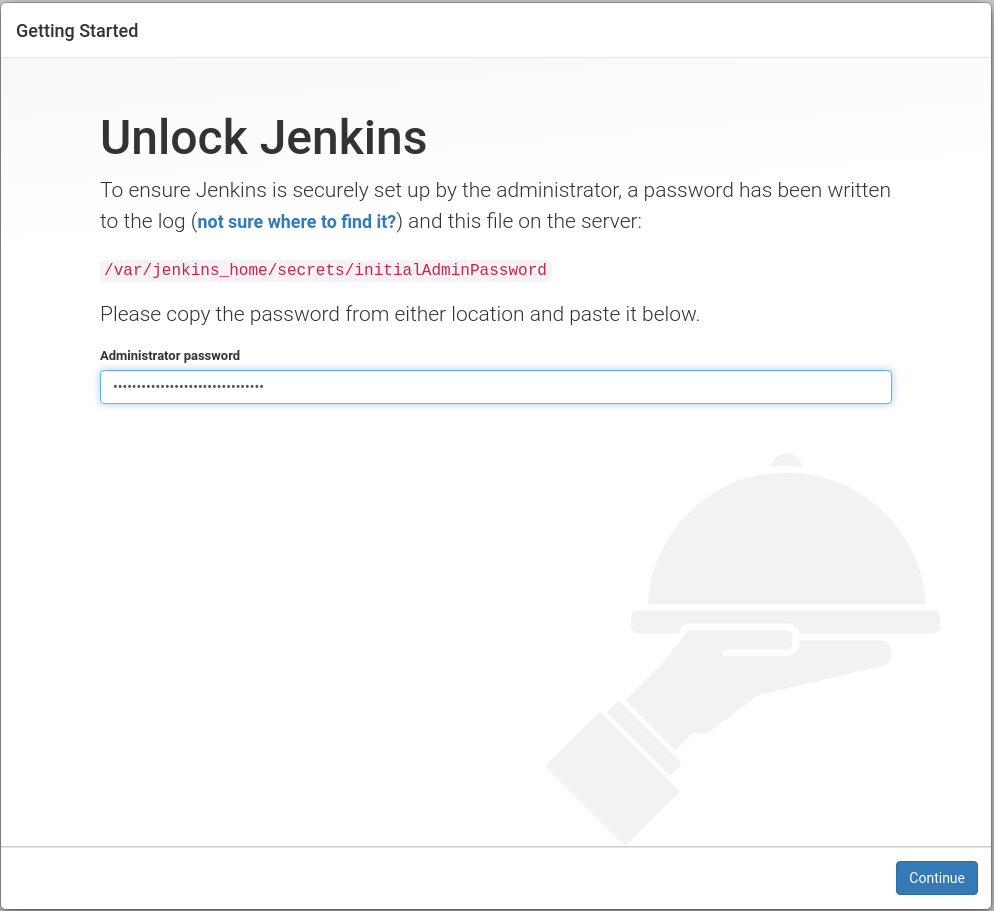 Getting Started
Unlock Jenkins
To ensure Jenkins is securely set up by the administrator, a password has been written
to the log (not sure where to find it?) and this file on the server:
/var/jenkins_home/secrets/initialAdminPassword
Please copy the password from either location and paste it below.
Administrator password
••••••••••••••••••••••••••••••••
Continue